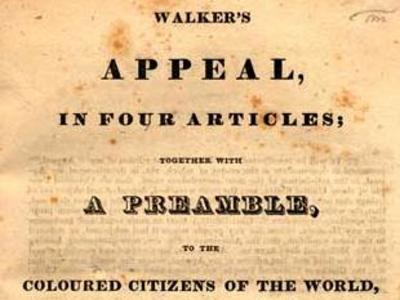 WALKER'S
APPEAL,
IN FOUR ARTICLES;
TOGETHER WITH
A PREAMBLE,
TO THE
COLOURED CITIZENS OF THE WORLD,